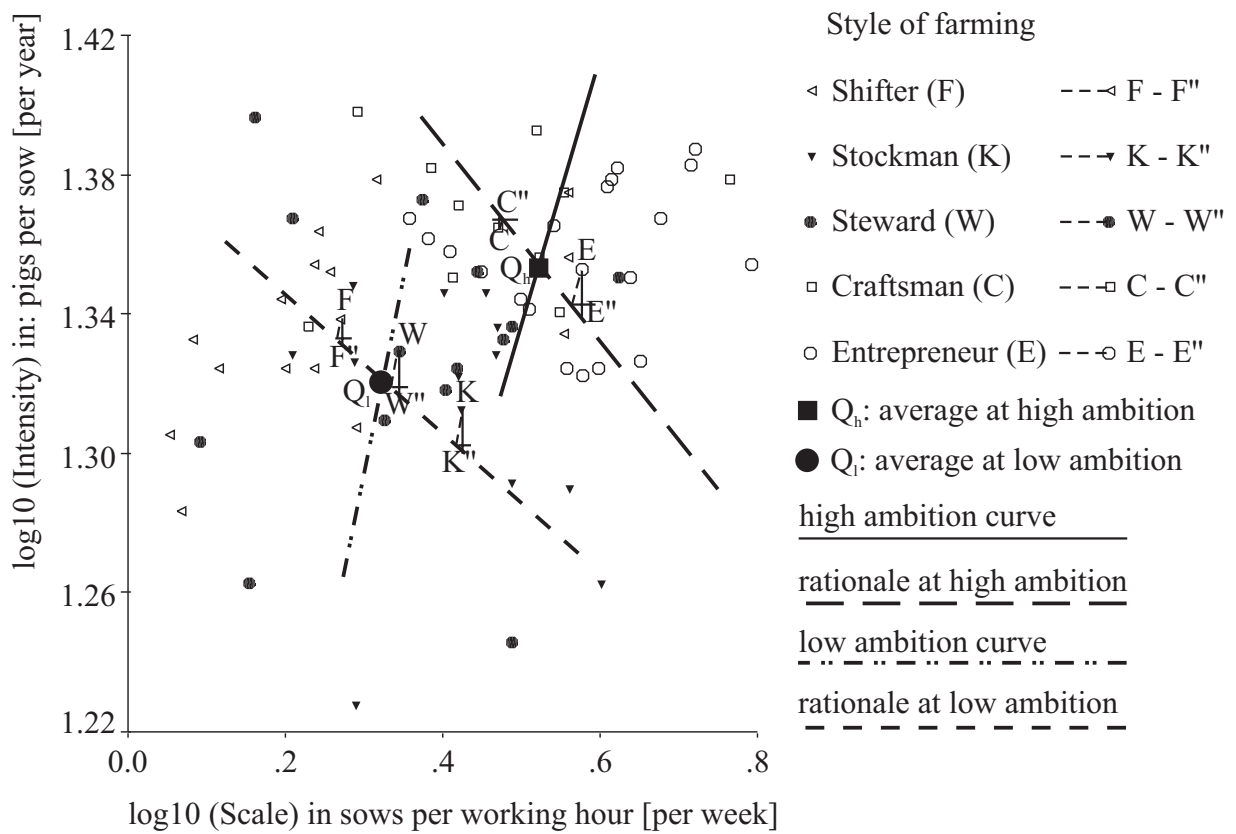 log10 (Intensity) in: pigs per sow [per year]
1.42
1.38
1.34
1.30
1.26
1.22
0.0
.2
.4
.6
.8
log10 (Scale) in sows per working hour [per week]
C"
C
Qh
E
E"
F
F"
W
Ql
W"
K
K"
Style of farming
Shifter (F) F - F"
Stockman (K) K - K"
Steward (W) W - W"
Craftsman (C) C - C"
Entrepreneur (E) E - E"
Qh: average at high ambition
Ql: average at low ambition
high ambition curve
rationale at high ambition
low ambition curve
rationale at low ambition